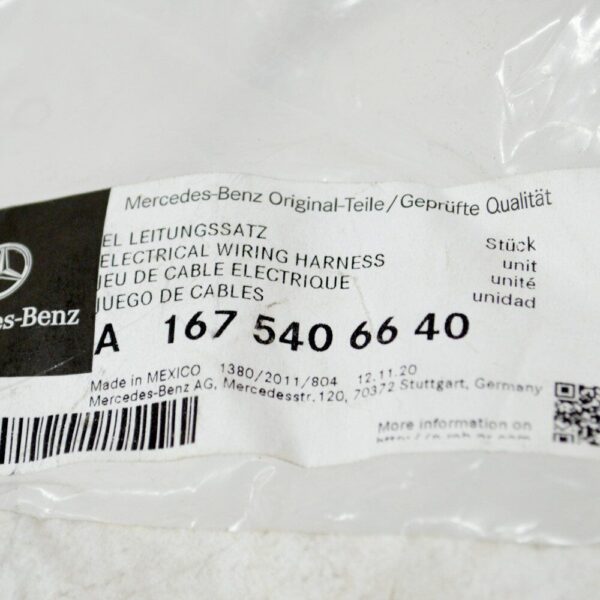 Mercedes-Benz Original-Teile/Geprüfte Qualität
EL LEITUNGSSATZ
ELECTRICAL WIRING HARNESS
JEU DE CABLE ELECTRIQUE
JUEGO DE CABLES
Stück
unit
unité
unidad
es-Benz
A 167 540 66 40
Made in MEXICO 1380/2011/804 12.11.20
Mercedes-Benz AG, Mercedesstr.120, 70372 Stuttgart, Germany
More information on